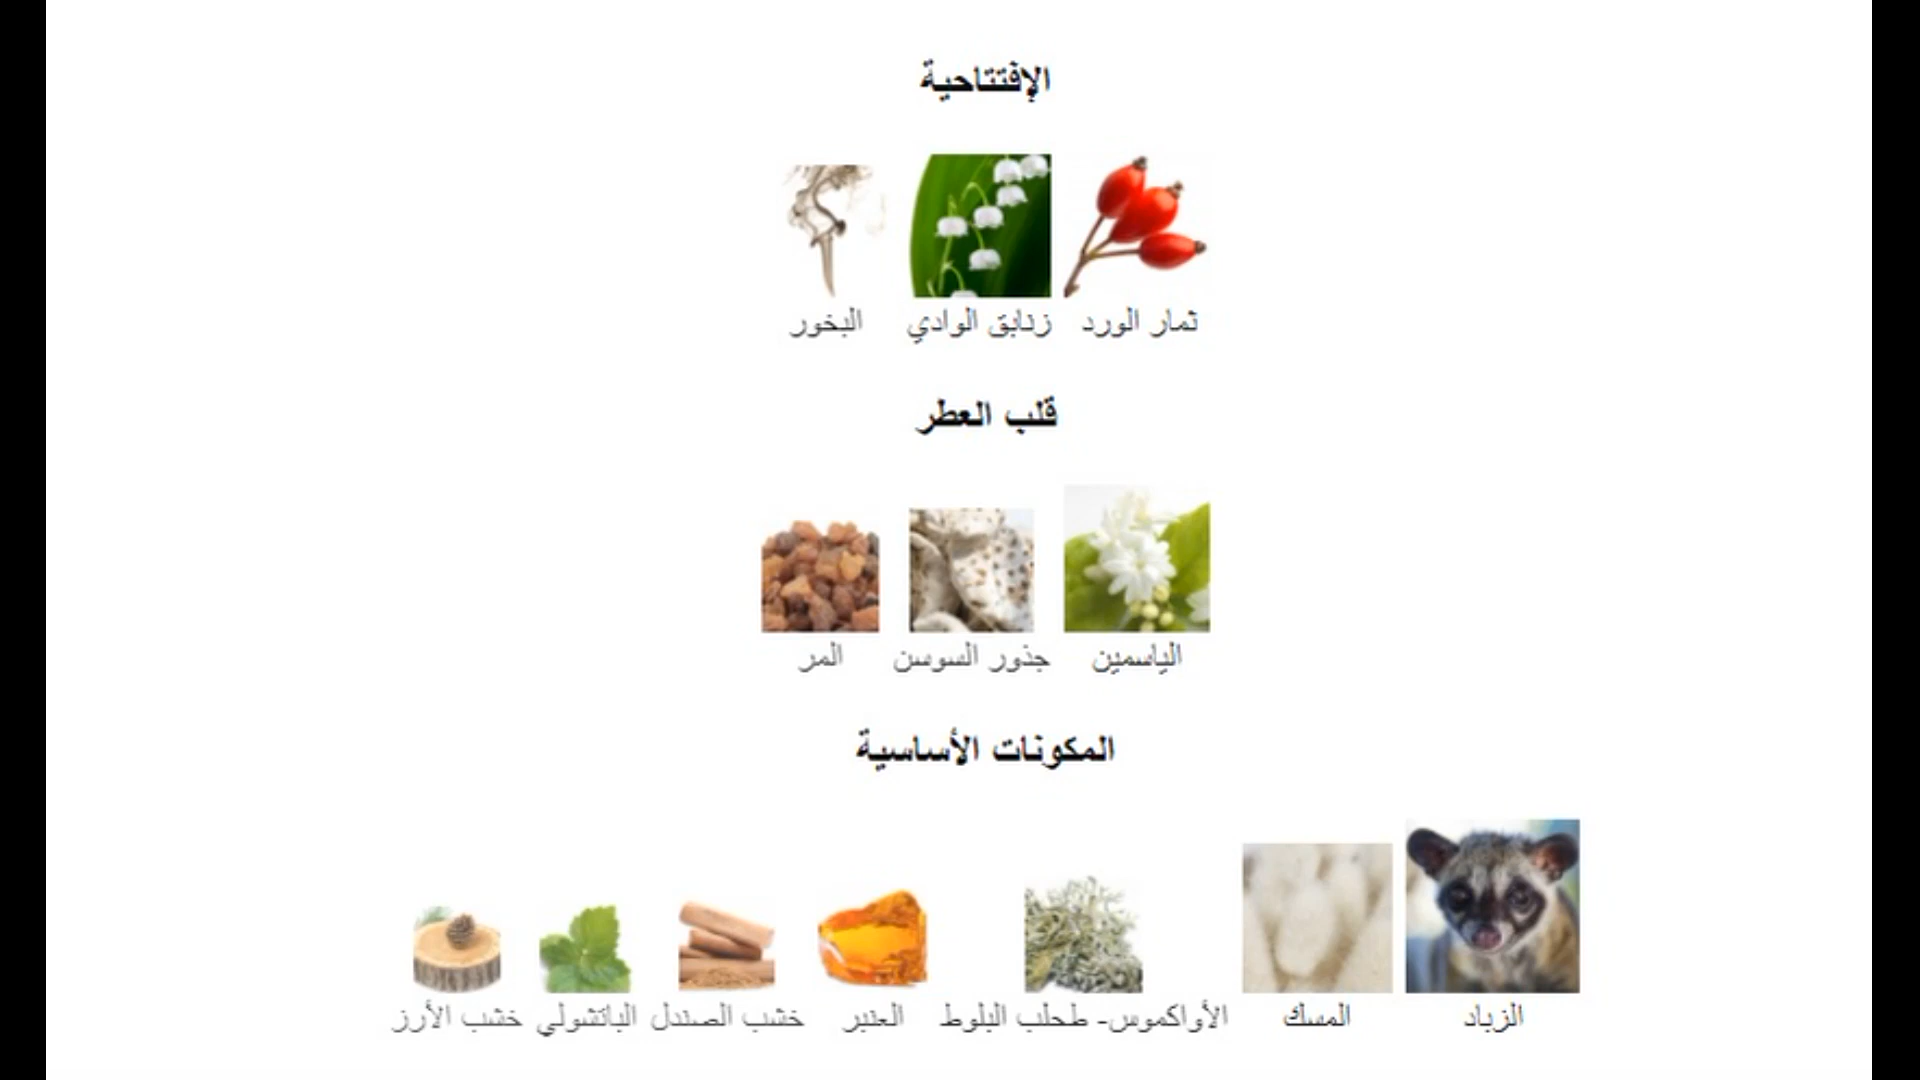 الإفتتاحية
ثمار الورد زنابق الوادي البخور
قلب العطر
الياسمين جذور السوسن المر
المكونات الأساسية
الزباد المسك الأواكموس- طحلب البلوط العنبر خشب الصندل الباتشولي خشب الأرز